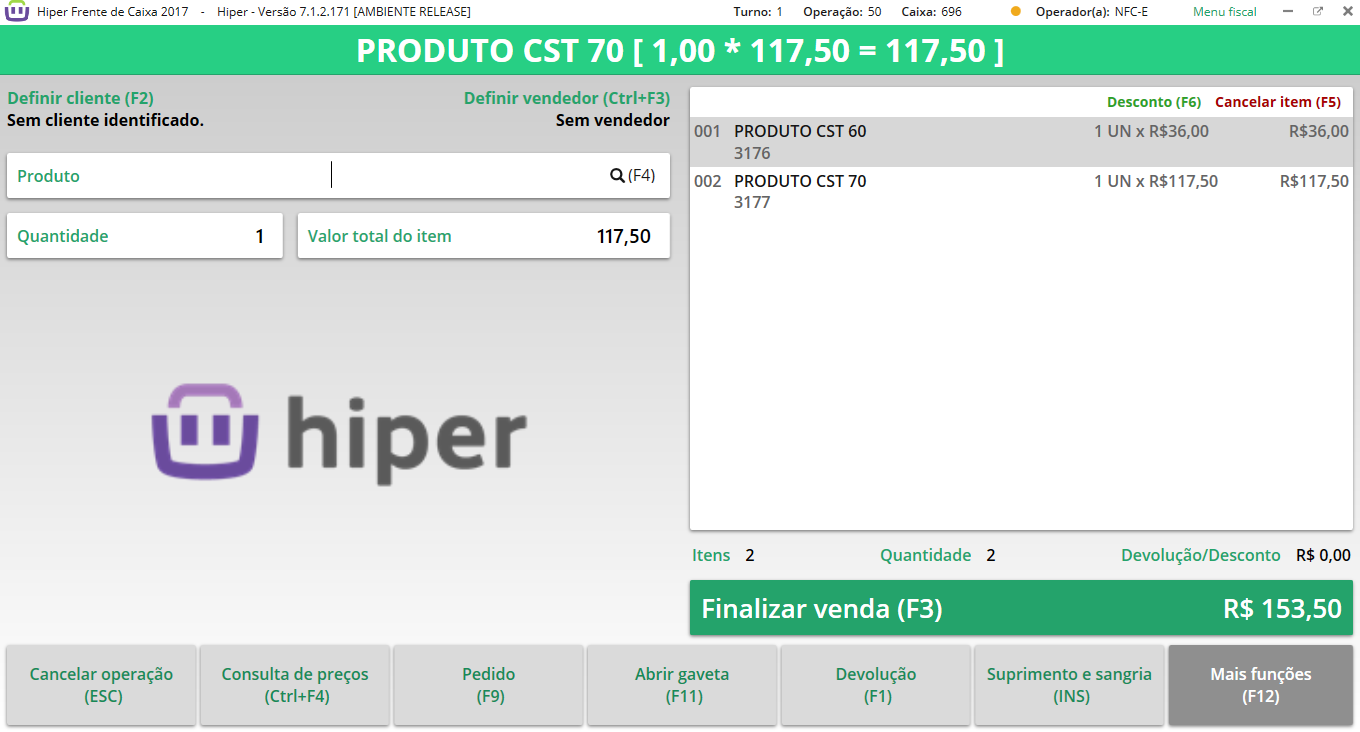 Hiper Frente de Caixa 2017 - Hiper - Versão 7.1.2.171 [AMBIENTE RELEASE] Turno: 1 Operação: 50 Caixa: 696 Operador(a): NFC-E Menu fiscal
PRODUTO CST 70 [ 1,00 * 117,50 = 117,50 ]
Definir cliente (F2) Definir vendedor (Ctrl+F3)
Sem cliente identificado. Sem vendedor
Produto (F4)
Quantidade 1 Valor total do item 117,50
hiper
Desconto (F6) Cancelar item (F5)
001 PRODUTO CST 60 1 UN x R$36,00 R$36,00
3176
002 PRODUTO CST 70 1 UN x R$117,50 R$117,50
3177
Itens 2 Quantidade 2 Devolução/Desconto R$ 0,00
Finalizar venda (F3) R$ 153,50
Cancelar operação
(ESC)
Consulta de preços
(Ctrl+F4)
Pedido
(F9)
Abrir gaveta
(F11)
Devolução
(F1)
Suprimento e sangria
(INS)
Mais funções
(F12)